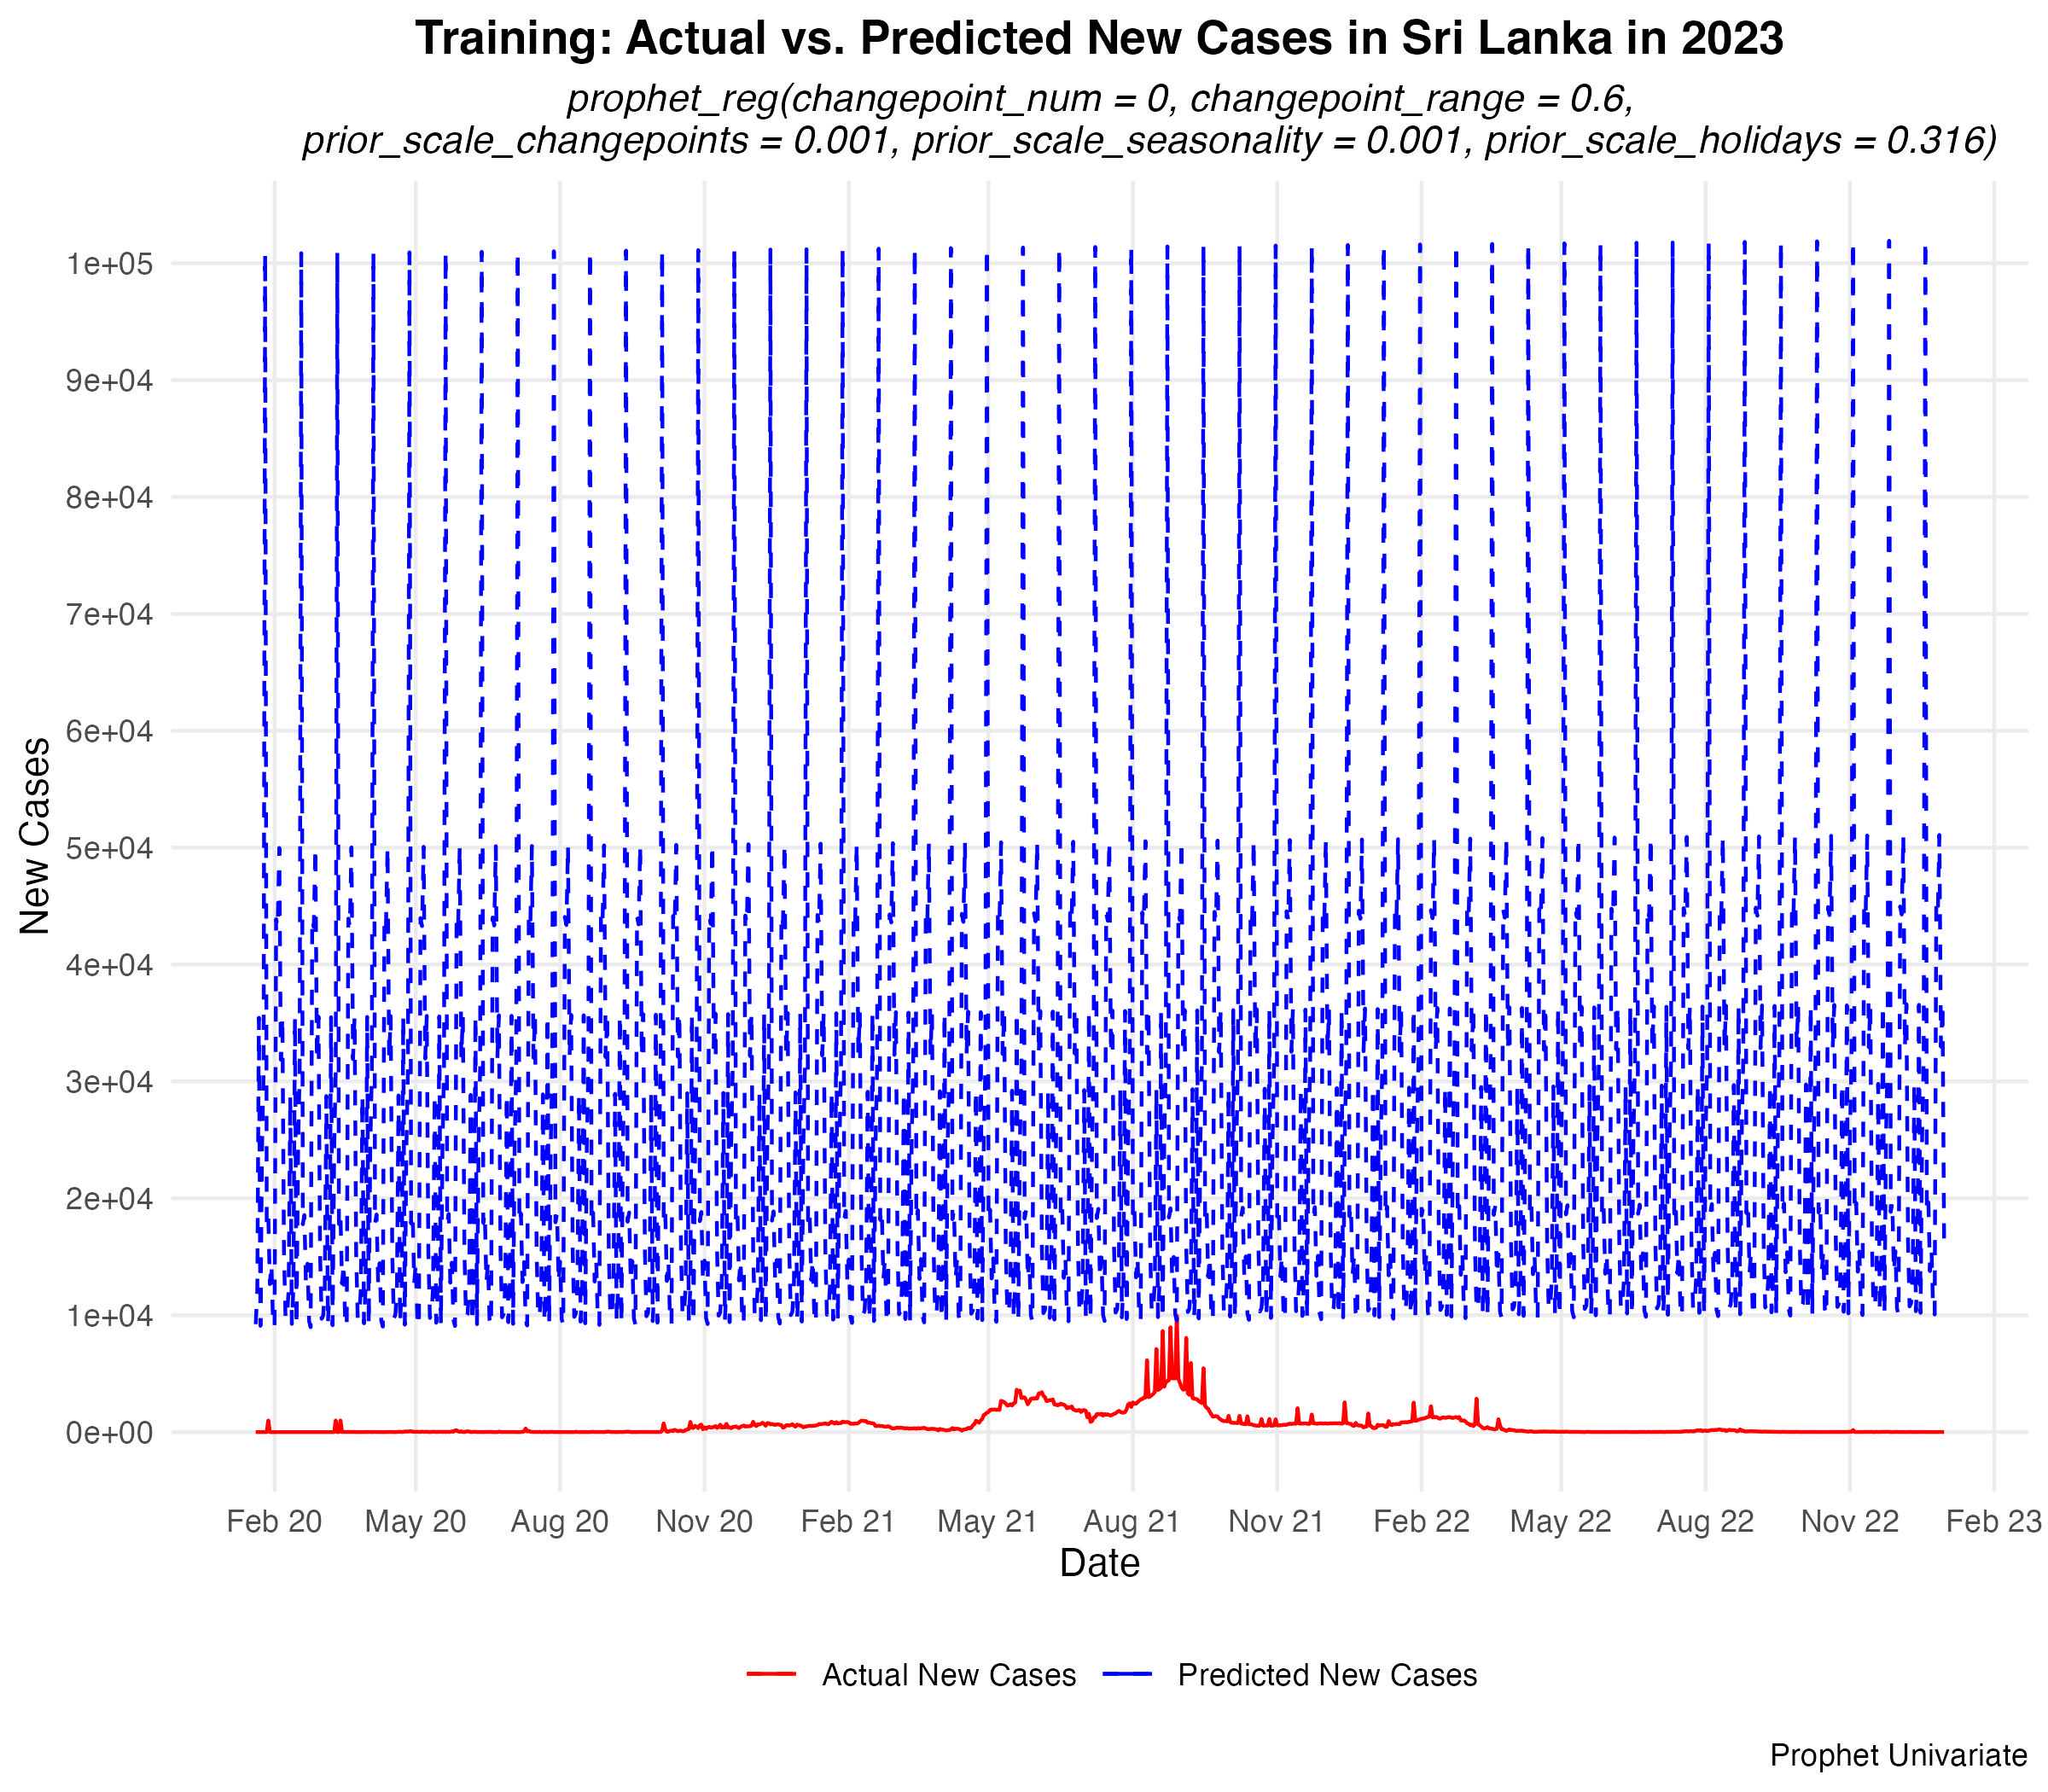 Training: Actual vs. Predicted New Cases in Sri Lanka in 2023
prophet_reg(changepoint_num = 0, changepoint_range = 0.6,
prior_scale_changepoints = 0.001, prior_scale_seasonality = 0.001, prior_scale_holidays = 0.316)
New Cases
1e+05
9e+04
8e+04
7e+04
6e+04
5e+04
4e+04
3e+04
2e+04
1e+04
0e+00
Feb 20 May 20 Aug 20 Nov 20 Feb 21 May 21 Aug 21 Nov 21 Feb 22 May 22 Aug 22 Nov 22 Feb 23
Date
Actual New Cases Predicted New Cases
Prophet Univariate